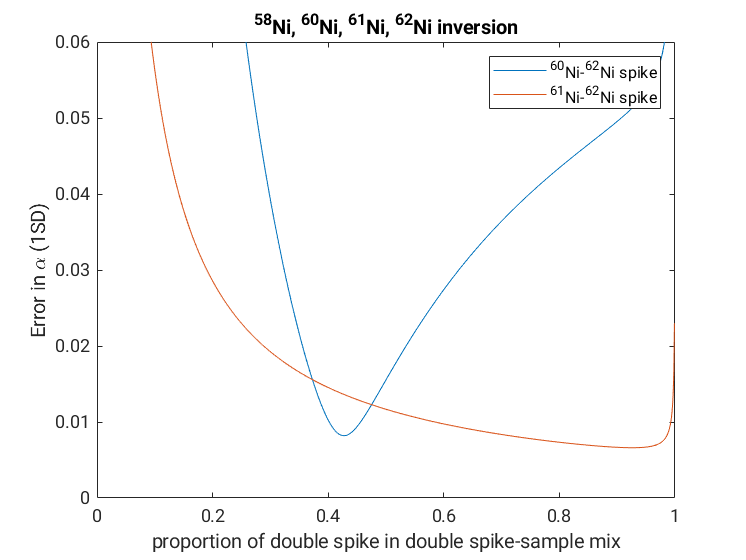 ⁵⁸Ni, ⁶⁰Ni, ⁶¹Ni, ⁶²Ni inversion
⁶⁰Ni-⁶²Ni spike
⁶¹Ni-⁶²Ni spike
Error in α (1SD)
0.06
0.05
0.04
0.03
0.02
0.01
0
0 0.2 0.4 0.6 0.8 1
proportion of double spike in double spike-sample mix